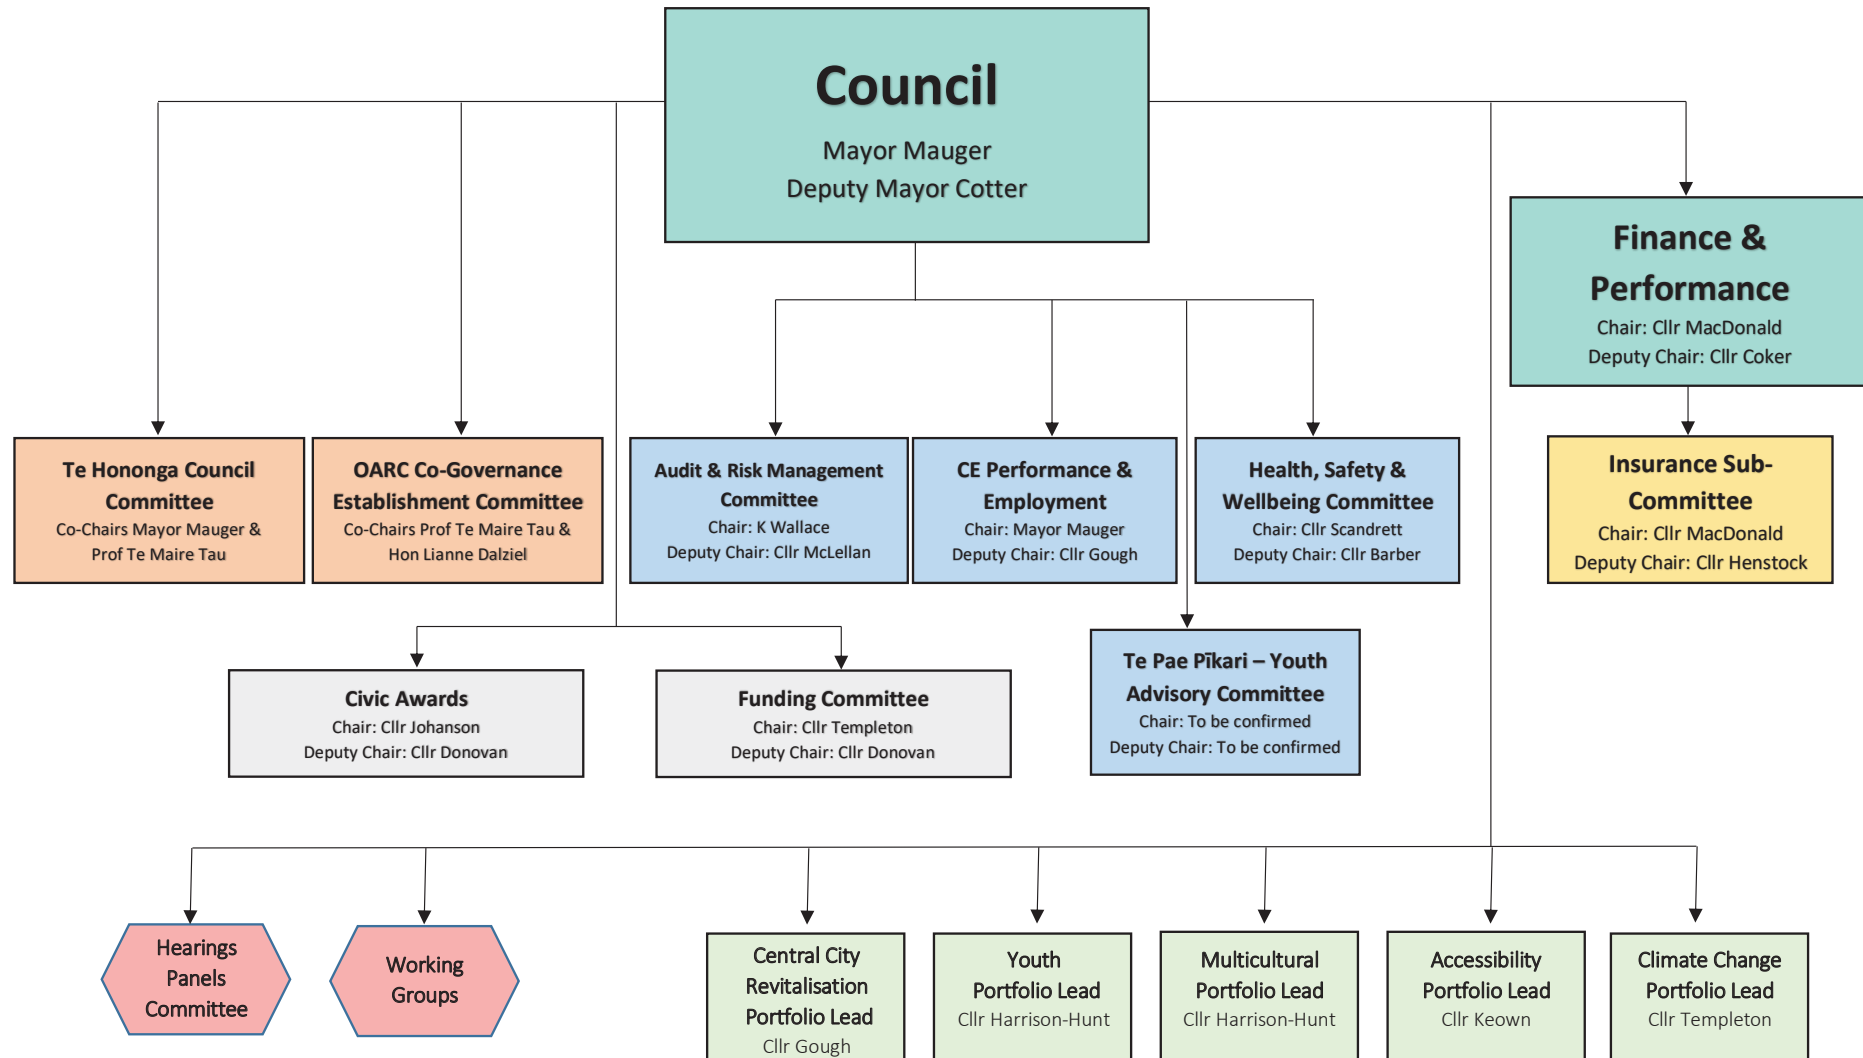 Council
Mayor Mauger
Deputy Mayor Cotter
Finance &
Performance
Chair: Cllr MacDonald
Deputy Chair: Cllr Coker
Te Hononga Council
Committee
Co-Chairs Mayor Mauger &
Prof Te Maire Tau
OARC Co-Governance
Establishment Committee
Co-Chairs Prof Te Maire Tau &
Hon Lianne Dalziel
Audit & Risk Management
Committee
Chair: K Wallace
Deputy Chair: Cllr McLellan
CE Performance &
Employment
Chair: Mayor Mauger
Deputy Chair: Cllr Gough
Health, Safety &
Wellbeing Committee
Chair: Cllr Scandrett
Deputy Chair: Cllr Barber
Insurance Sub-
Committee
Chair: Cllr MacDonald
Deputy Chair: Cllr Henstock
Civic Awards
Chair: Cllr Johanson
Deputy Chair: Cllr Donovan
Funding Committee
Chair: Cllr Templeton
Deputy Chair: Cllr Donovan
Te Pae Pīkari – Youth
Advisory Committee
Chair: To be confirmed
Deputy Chair: To be confirmed
Hearings
Panels
Committee
Working
Groups
Central City
Revitalisation
Portfolio Lead
Cllr Gough
Youth
Portfolio Lead
Cllr Harrison-Hunt
Multicultural
Portfolio Lead
Cllr Harrison-Hunt
Accessibility
Portfolio Lead
Cllr Keown
Climate Change
Portfolio Lead
Cllr Templeton